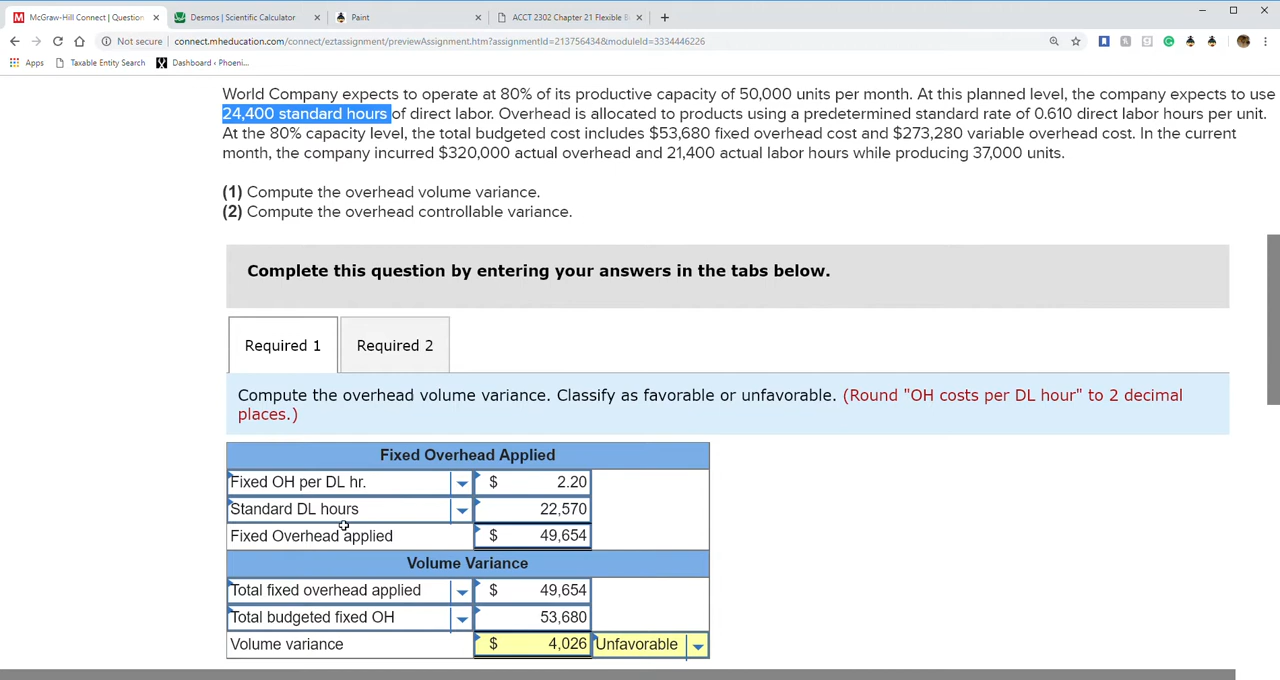 McGraw-Hill Connect | Question
Desmos | Scientific Calculator
Paint
ACCT 2302 Chapter 21 Flexible B
Not secure | connect.mheducation.com/connect/eztassignment/previewAssignment.htm?assignmentId=213756434&moduleId=3334446226
Apps Taxable Entity Search Dashboard ‹ Phoeni...
World Company expects to operate at 80% of its productive capacity of 50,000 units per month. At this planned level, the company expects to use
24,400 standard hours of direct labor. Overhead is allocated to products using a predetermined standard rate of 0.610 direct labor hours per unit.
At the 80% capacity level, the total budgeted cost includes $53,680 fixed overhead cost and $273,280 variable overhead cost. In the current
month, the company incurred $320,000 actual overhead and 21,400 actual labor hours while producing 37,000 units.
(1) Compute the overhead volume variance.
(2) Compute the overhead controllable variance.
Complete this question by entering your answers in the tabs below.
Required 1 Required 2
Compute the overhead volume variance. Classify as favorable or unfavorable. (Round "OH costs per DL hour" to 2 decimal
places.)
Fixed Overhead Applied
Fixed OH per DL hr. $ 2.20
Standard DL hours 22,570
Fixed Overhead applied $ 49,654
Volume Variance
Total fixed overhead applied $ 49,654
Total budgeted fixed OH 53,680
Volume variance $ 4,026 Unfavorable